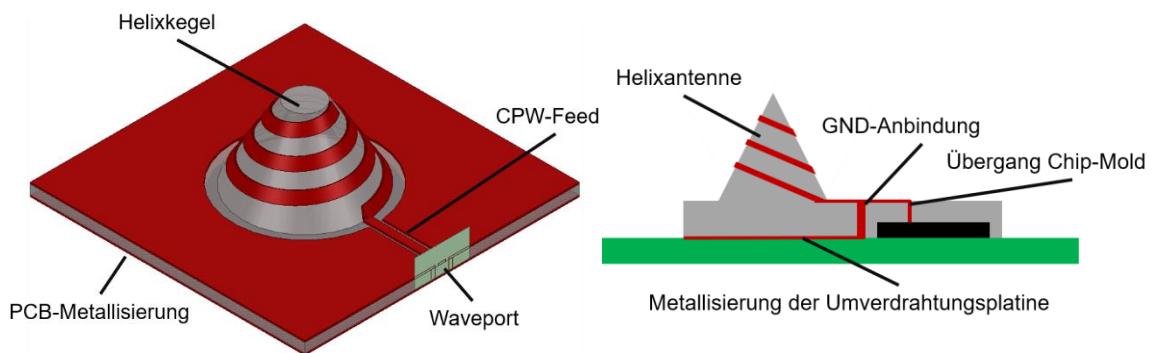 Helixkegel
CPW-Feed
PCB-Metallisierung
Waveport
Helixantenne
GND-Anbindung
Übergang Chip-Mold
Metallisierung der Umverdrahtungsplatine